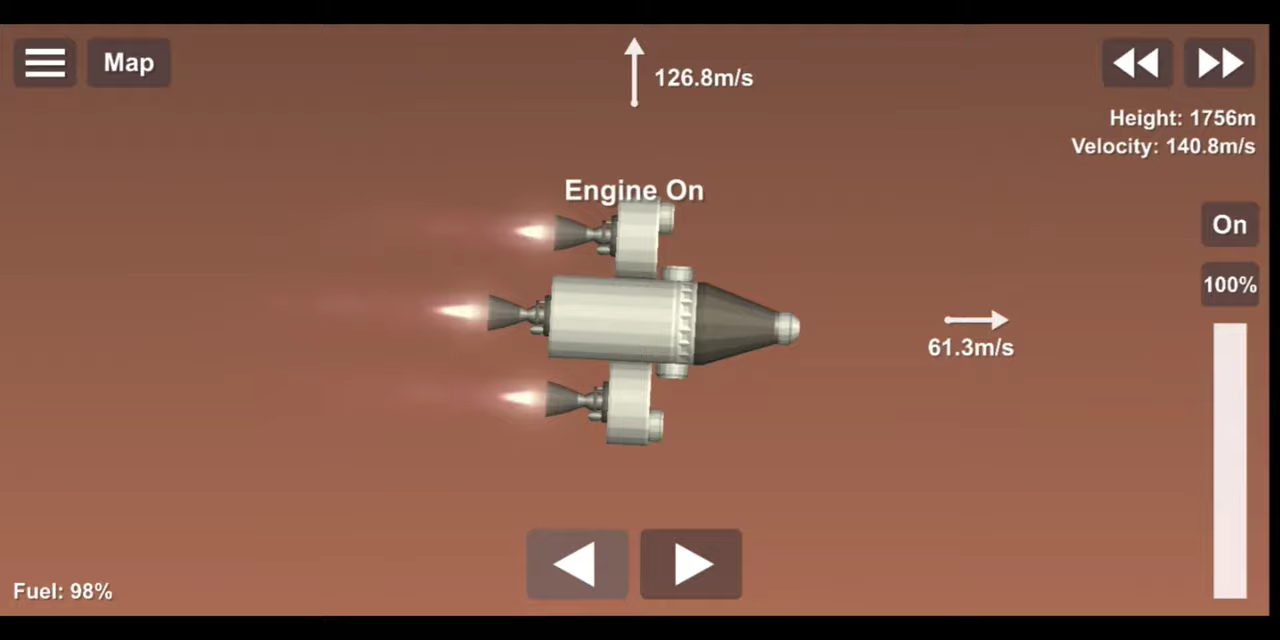 Map
126.8m/s
Height: 1756m
Velocity: 140.8m/s
Engine On
On
100%
61.3m/s
Fuel: 98%